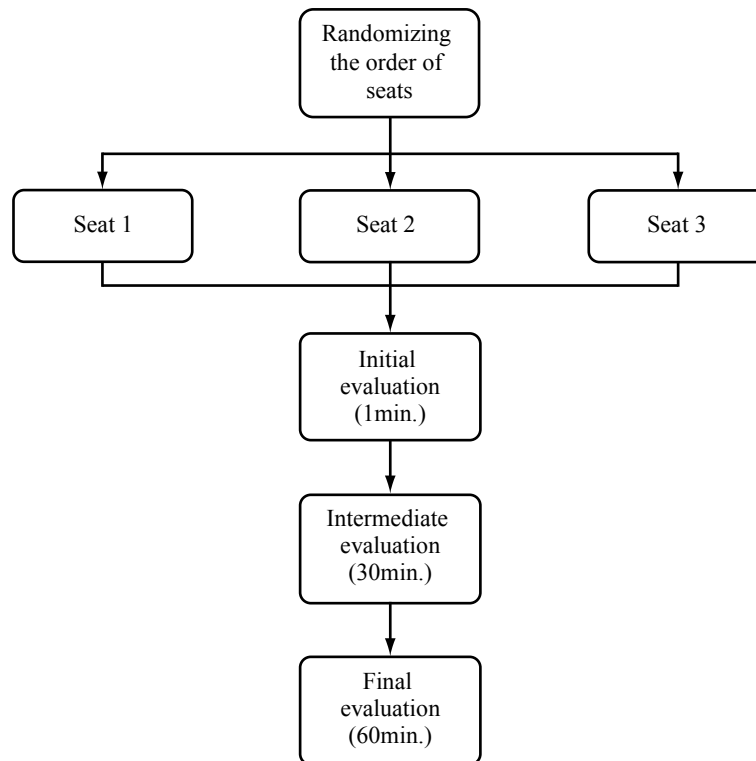 Randomizing
the order of
seats
Seat 1
Seat 2
Seat 3
Initial
evaluation
(1min.)
Intermediate
evaluation
(30min.)
Final
evaluation
(60min.)